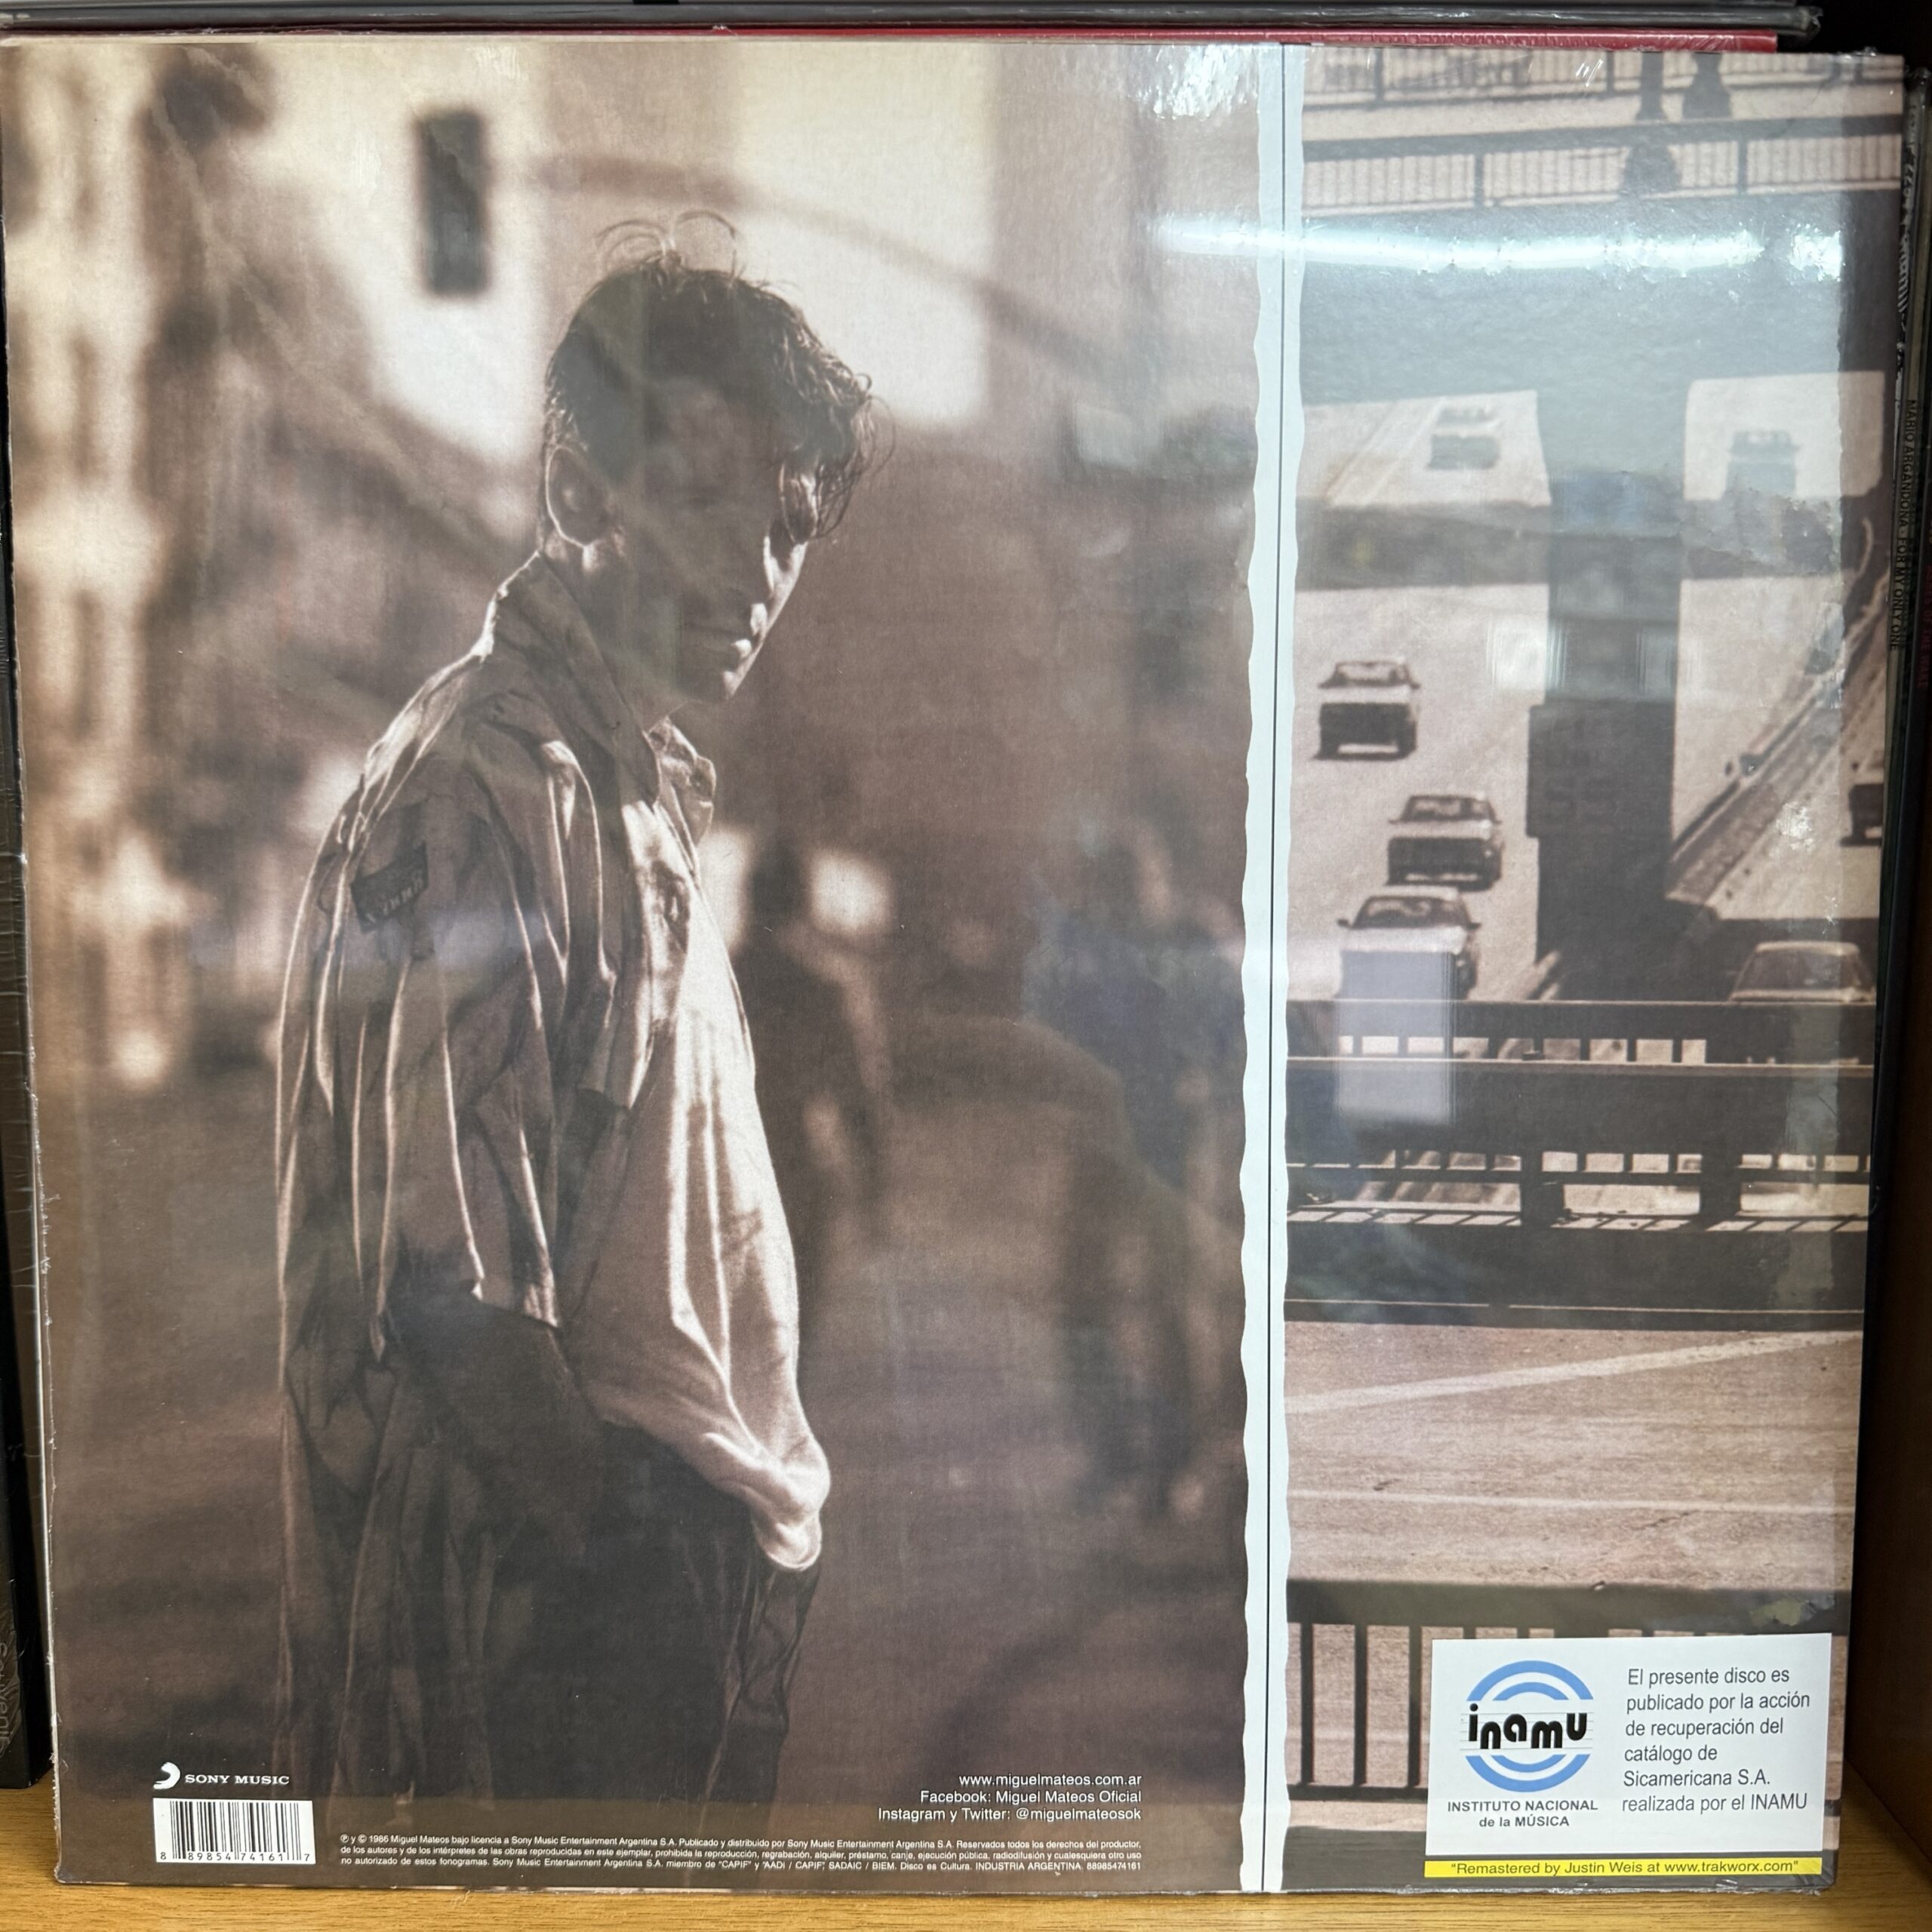 SONY MUSIC
8 89854 74161 7
www.miguelmateos.com.ar
Facebook: Miguel Mateos Oficial
Instagram y Twitter: @miguelmateosok
℗ y © 1986 Miguel Mateos bajo licencia a Sony Music Entertainment Argentina S.A. Publicado y distribuido por Sony Music Entertainment Argentina S.A. Reservados todos los derechos del productor,
de los autores y de los intérpretes de las obras reproducidas en este ejemplar, prohibida la reproducción, regrabación, alquiler, préstamo, canje, ejecución pública, radiodifusión y cualesquiera otro uso
no autorizado de estos fonogramas. Sony Music Entertainment Argentina S.A. miembro de "CAPIF" y "AADI / CAPIF", SADAIC / BIEM. Disco es Cultura. INDUSTRIA ARGENTINA. 88985474161
inamu
INSTITUTO NACIONAL
de la MÚSICA
El presente disco es
publicado por la acción
de recuperación del
catálogo de
Sicamericana S.A.
realizada por el INAMU
"Remastered by Justin Weis at www.trakworx.com"
MARIO ARGANDOÑA FOR MY ONLY ONE